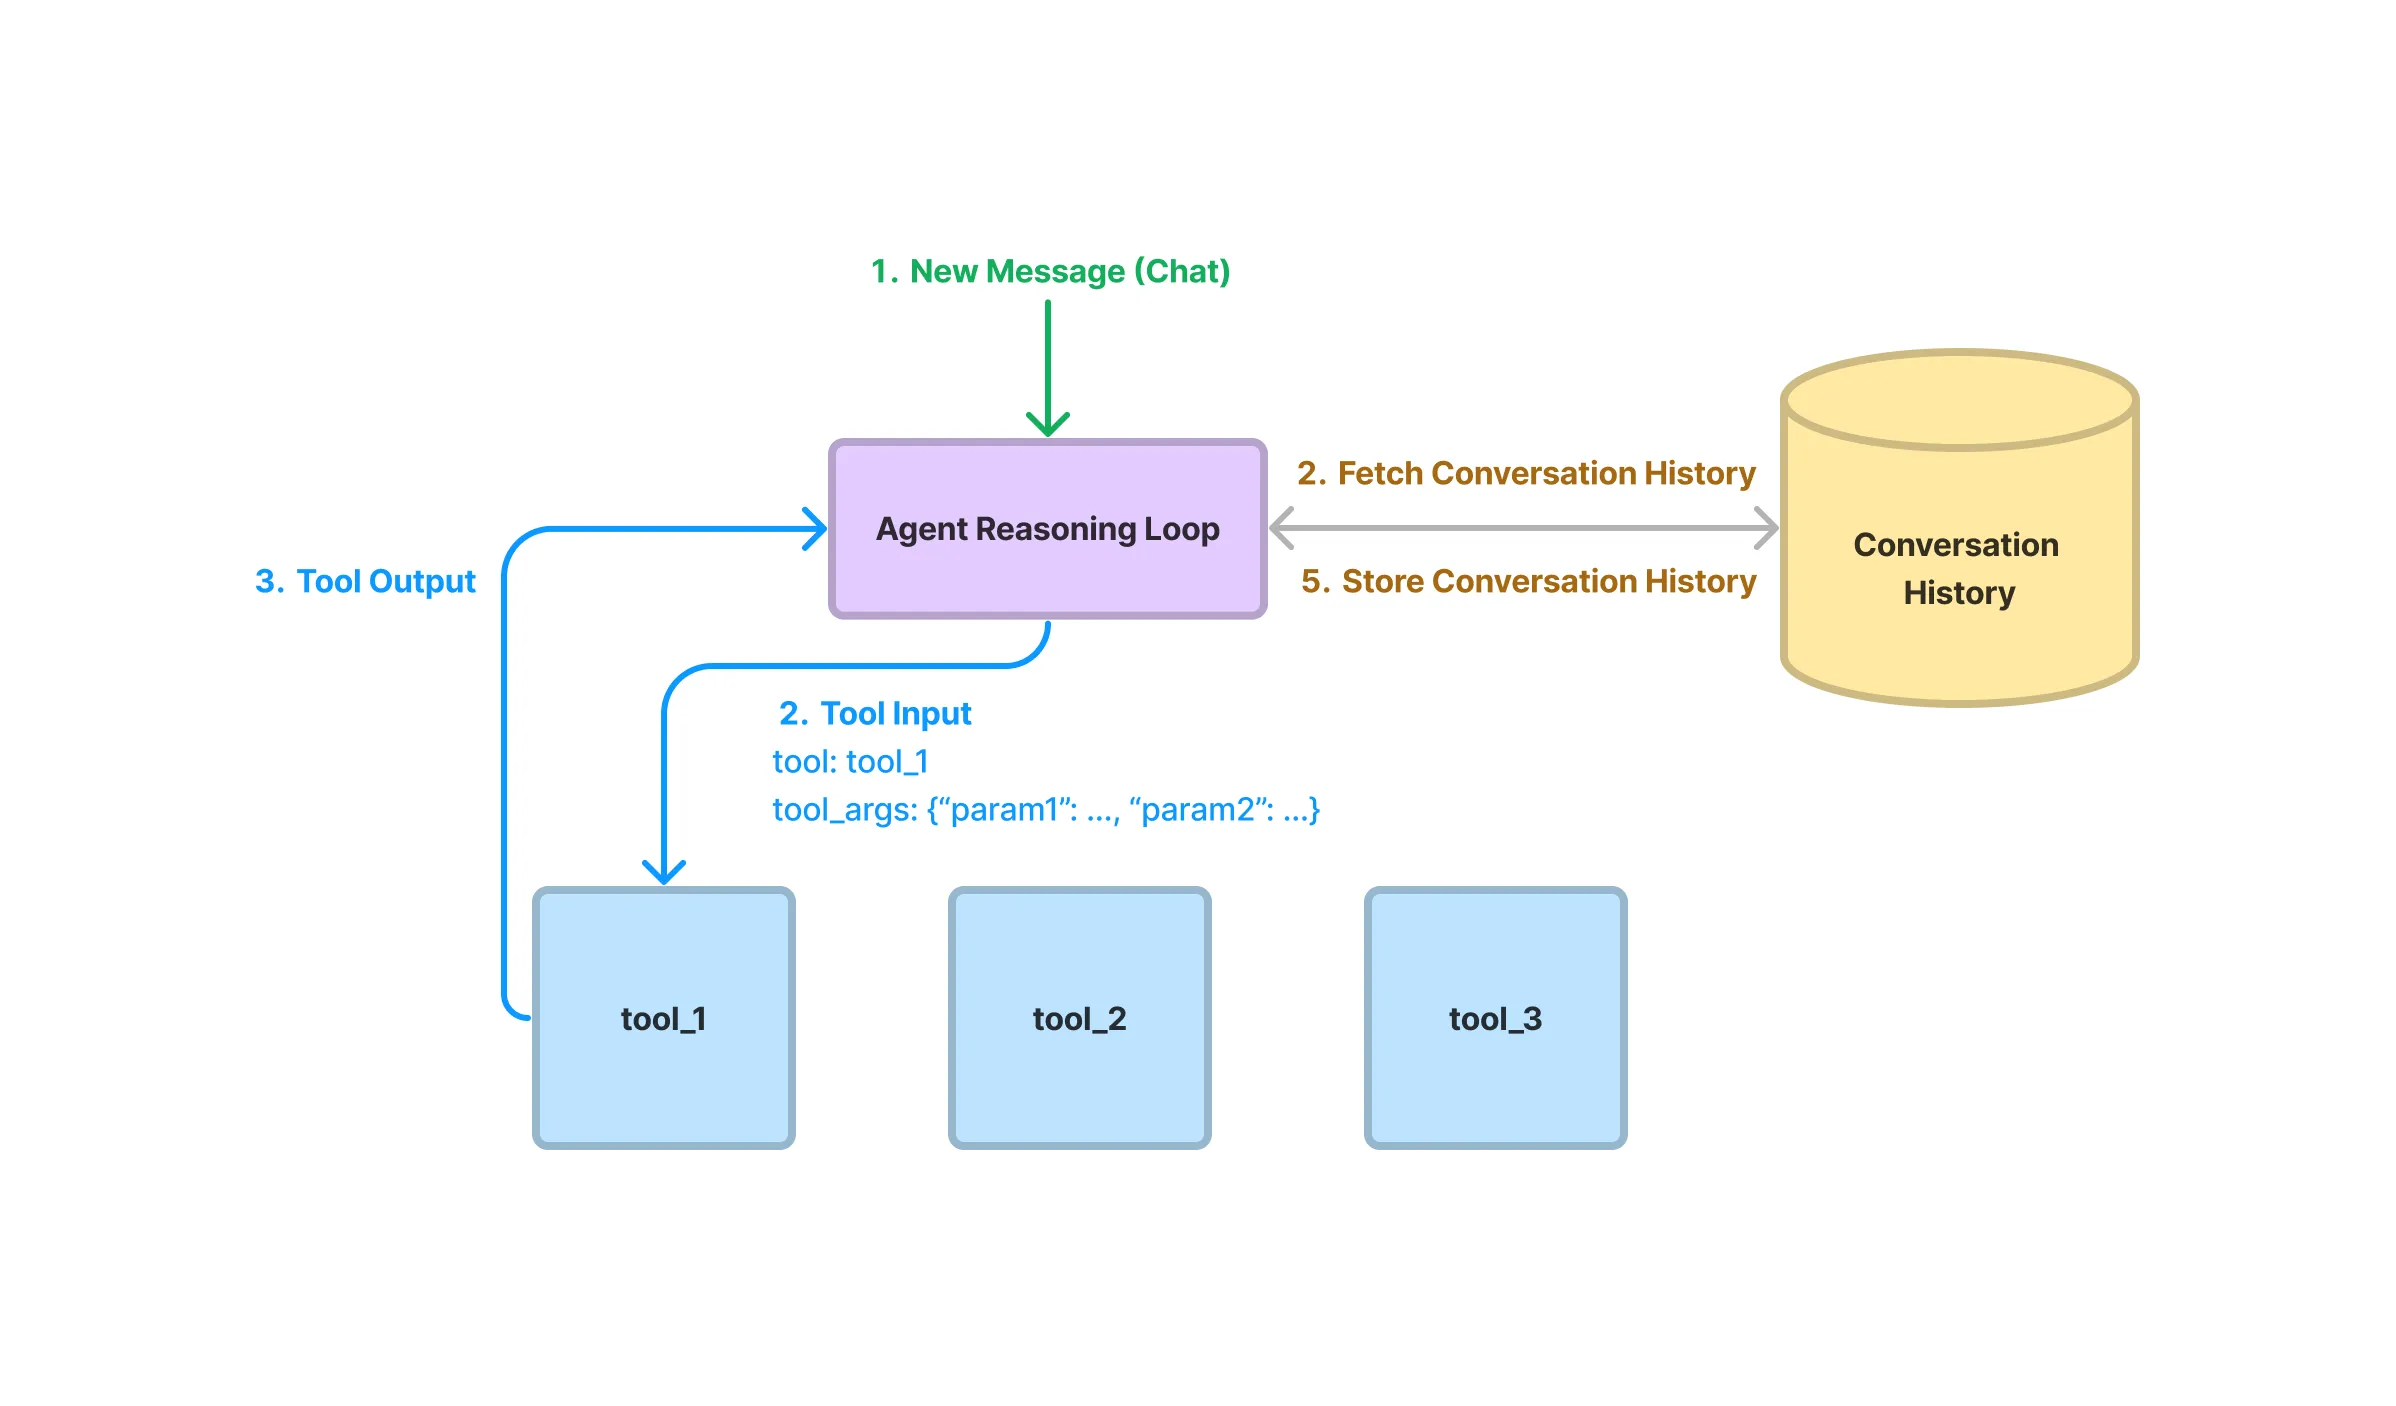 1. New Message (Chat)
2. Fetch Conversation History
Agent Reasoning Loop
Conversation
History
3. Tool Output
5. Store Conversation History
2. Tool Input
tool: tool_1
tool_args: {“param1”: ..., “param2”: ...}
tool_1
tool_2
tool_3